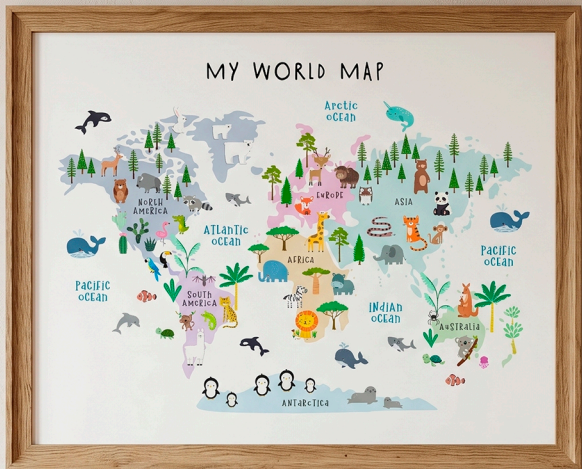 MY WORLD MAP
Arctic
Ocean
NORTH
AMERICA
EUROPE
ASIA
ATLANTIC
OCEAN
PACIFIC
OCEAN
AFRICA
PACIFIC
OCEAN
SOUTH
AMERICA
INDIAN
OCEAN
AUSTRALIA
ANTARCTICA